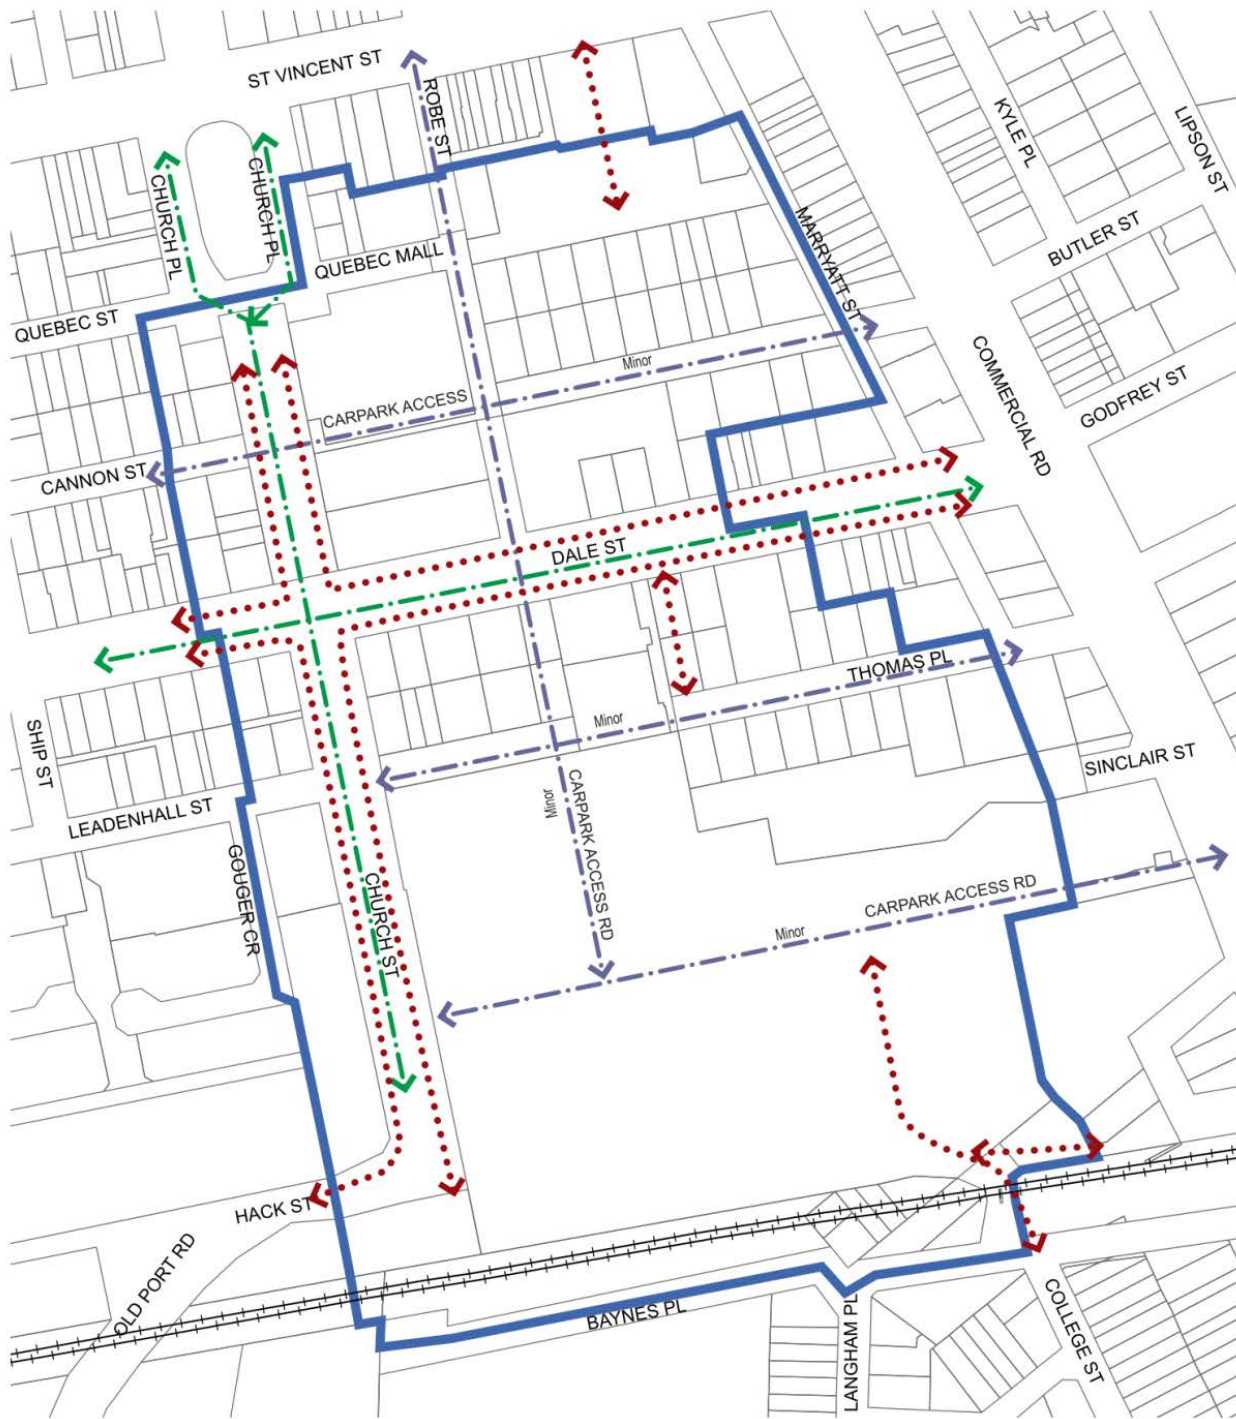 ST VINCENT ST
ROBE ST
KYLE PL
LIPSON ST
CHURCH PL
CHURCH PL
QUEBEC MALL
MARRYATT ST
BUTLER ST
QUEBEC ST
COMMERCIAL RD
GODFREY ST
Minor
CARPARK ACCESS
CANNON ST
DALE ST
THOMAS PL
Minor
SHIP ST
SINCLAIR ST
LEADENHALL ST
Minor
CARPARK ACCESS RD
GOUGER CR
CHURCH ST
CARPARK ACCESS RD
Minor
HACK ST
OLD PORT RD
BAYNES PL
LANGHAM PL
COLLEGE ST